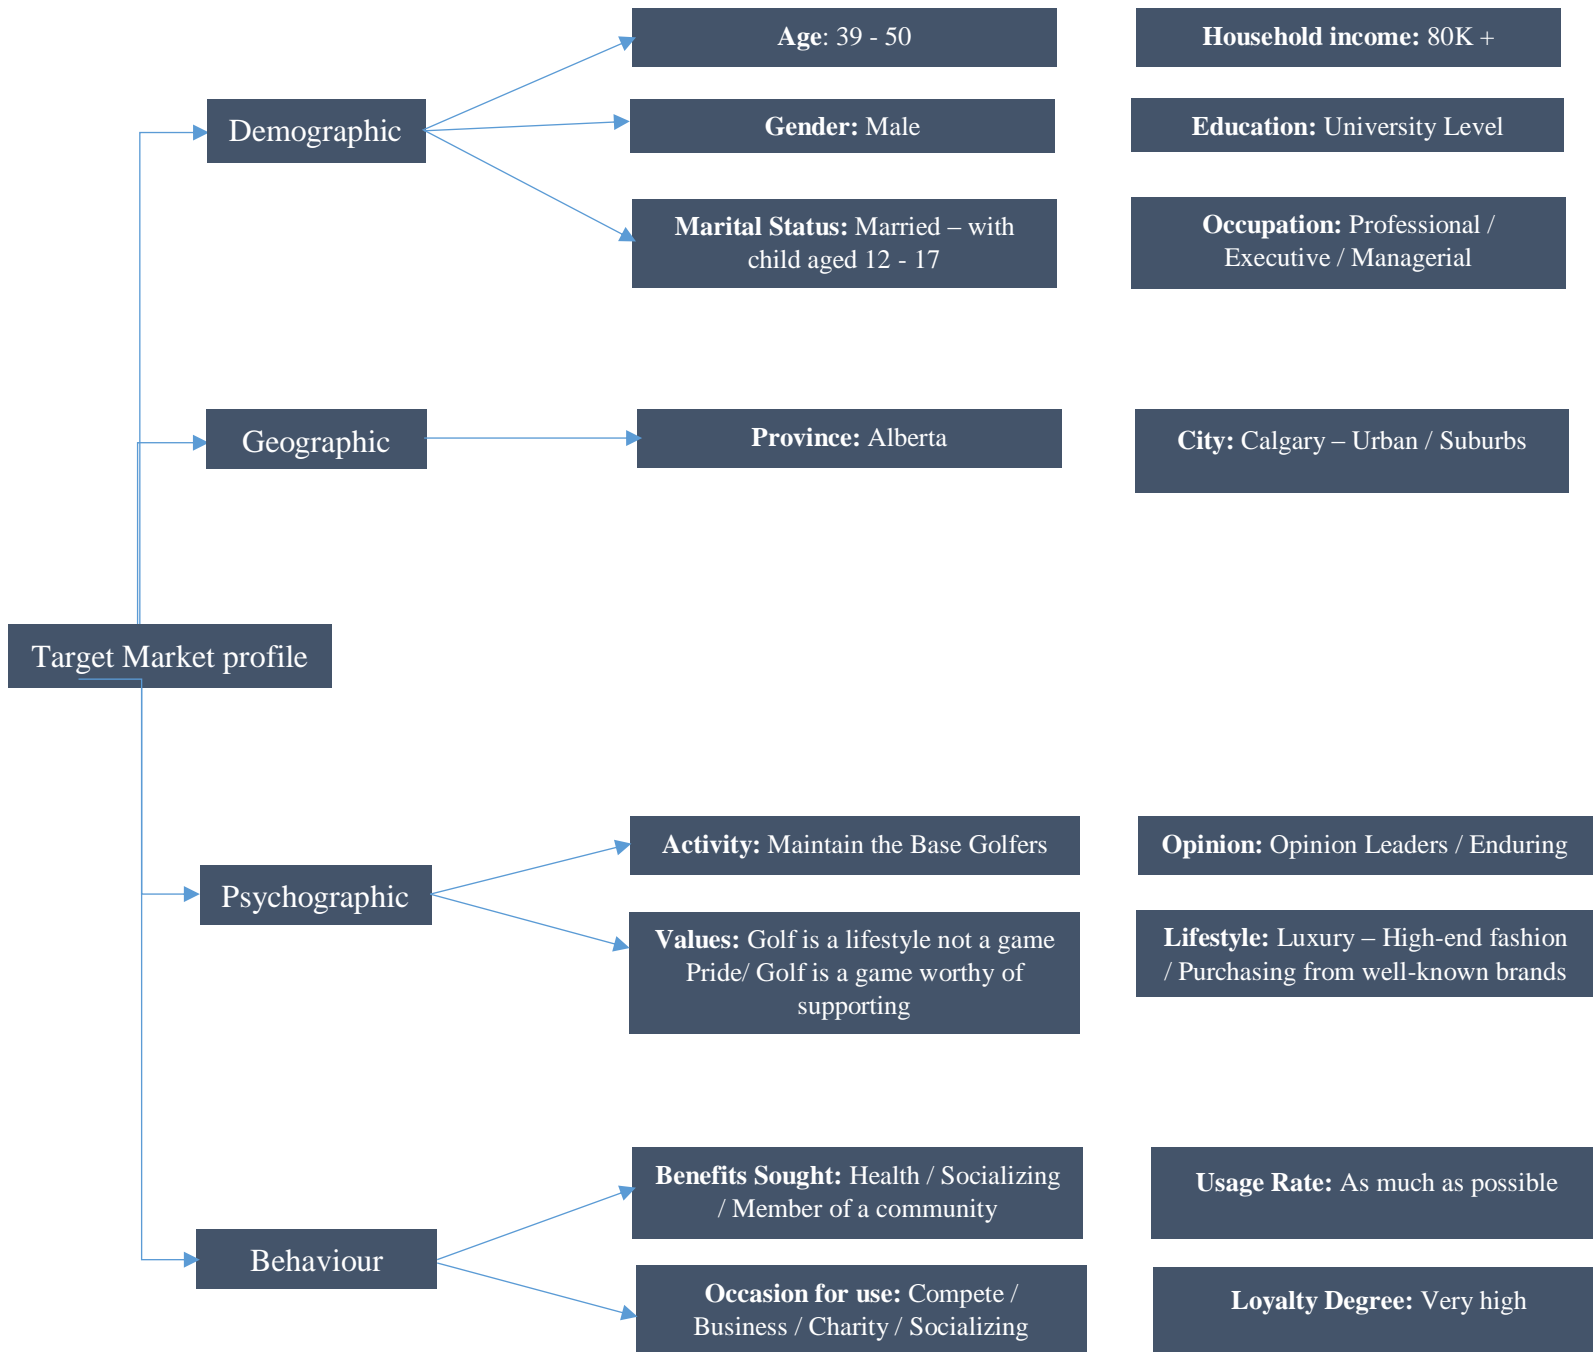 Age: 39 - 50
Household income: 80K +
Demographic
Gender: Male
Education: University Level
Marital Status: Married – with
child aged 12 - 17
Occupation: Professional /
Executive / Managerial
Geographic
Province: Alberta
City: Calgary – Urban / Suburbs
Target Market profile
Psychographic
Activity: Maintain the Base Golfers
Opinion: Opinion Leaders / Enduring
Values: Golf is a lifestyle not a game
Pride/ Golf is a game worthy of
supporting
Lifestyle: Luxury – High-end fashion
/ Purchasing from well-known brands
Behaviour
Benefits Sought: Health / Socializing
/ Member of a community
Usage Rate: As much as possible
Occasion for use: Compete /
Business / Charity / Socializing
Loyalty Degree: Very high